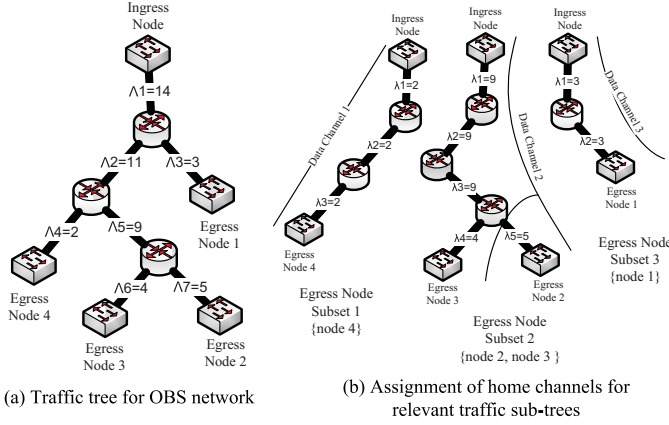 Ingress
Node
Λ1=14
Λ2=11
Λ3=3
Λ4=2
Λ5=9
Egress
Node 1
Egress
Node 4
Λ6=4
Λ7=5
Egress
Node 3
Egress
Node 2
(a) Traffic tree for OBS network
Ingress Node
λ1=2
λ2=2
λ3=2
Egress
Node 4
Data Channel 1
Egress Node
Subset 1
{node 4}
Ingress Node
λ1=9
λ2=9
λ3=9
λ4=4
λ5=5
Egress
Node 3
Egress
Node 2
Data Channel 2
Egress Node
Subset 2
{node 2, node 3 }
Ingress Node
λ1=3
λ2=3
Egress
Node 1
Data Channel 3
Egress Node
Subset 3
{node 1}
(b) Assignment of home channels for
relevant traffic sub-trees